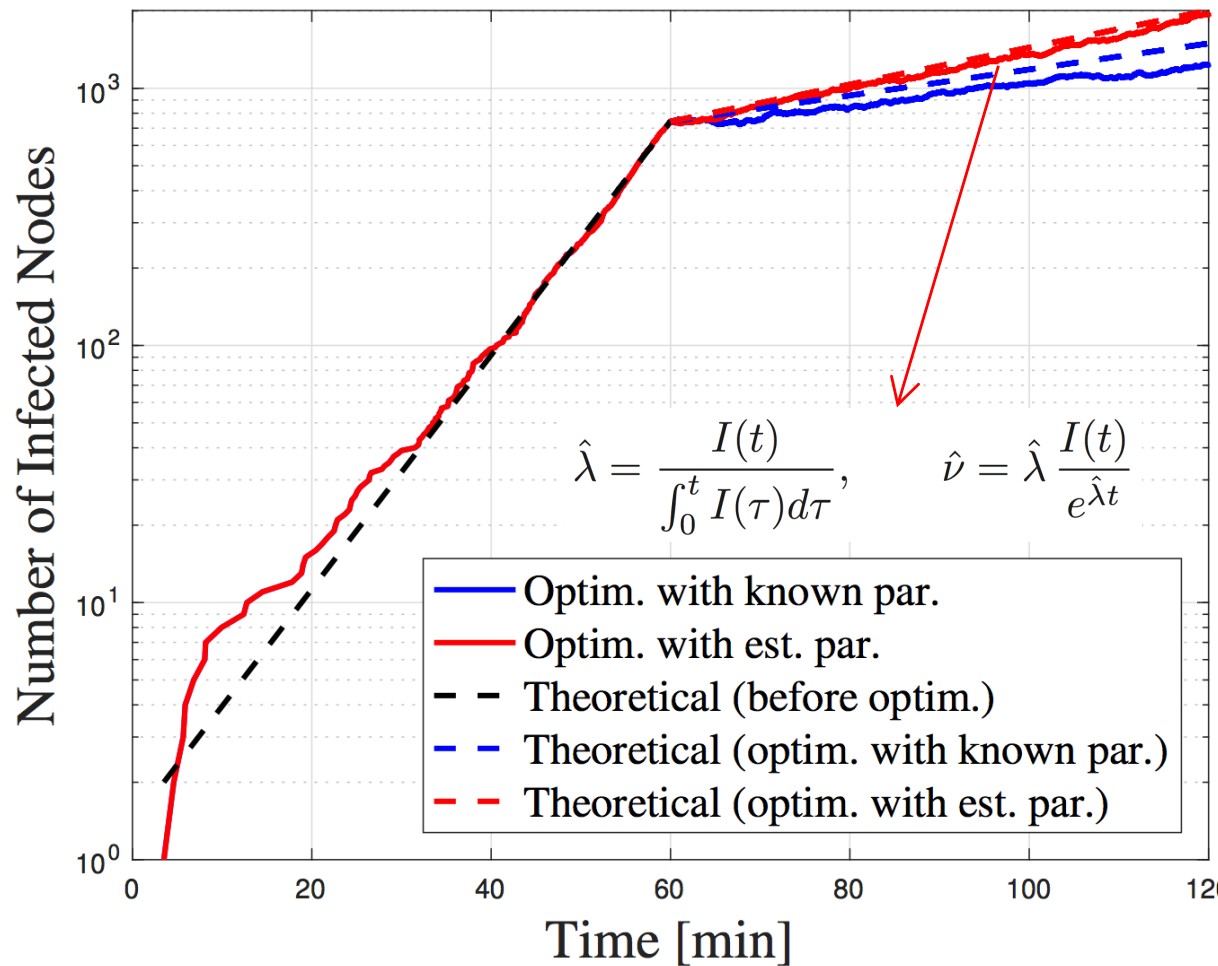 Number of Infected Nodes
10^3
10^2
10^1
10^0
λ̂ = I(t) / ∫_0^t I(τ)dτ, ν̂ = λ̂ I(t) / e^{λ̂t}
Optim. with known par.
Optim. with est. par.
Theoretical (before optim.)
Theoretical (optim. with known par.)
Theoretical (optim. with est. par.)
0 20 40 60 80 100 120
Time [min]